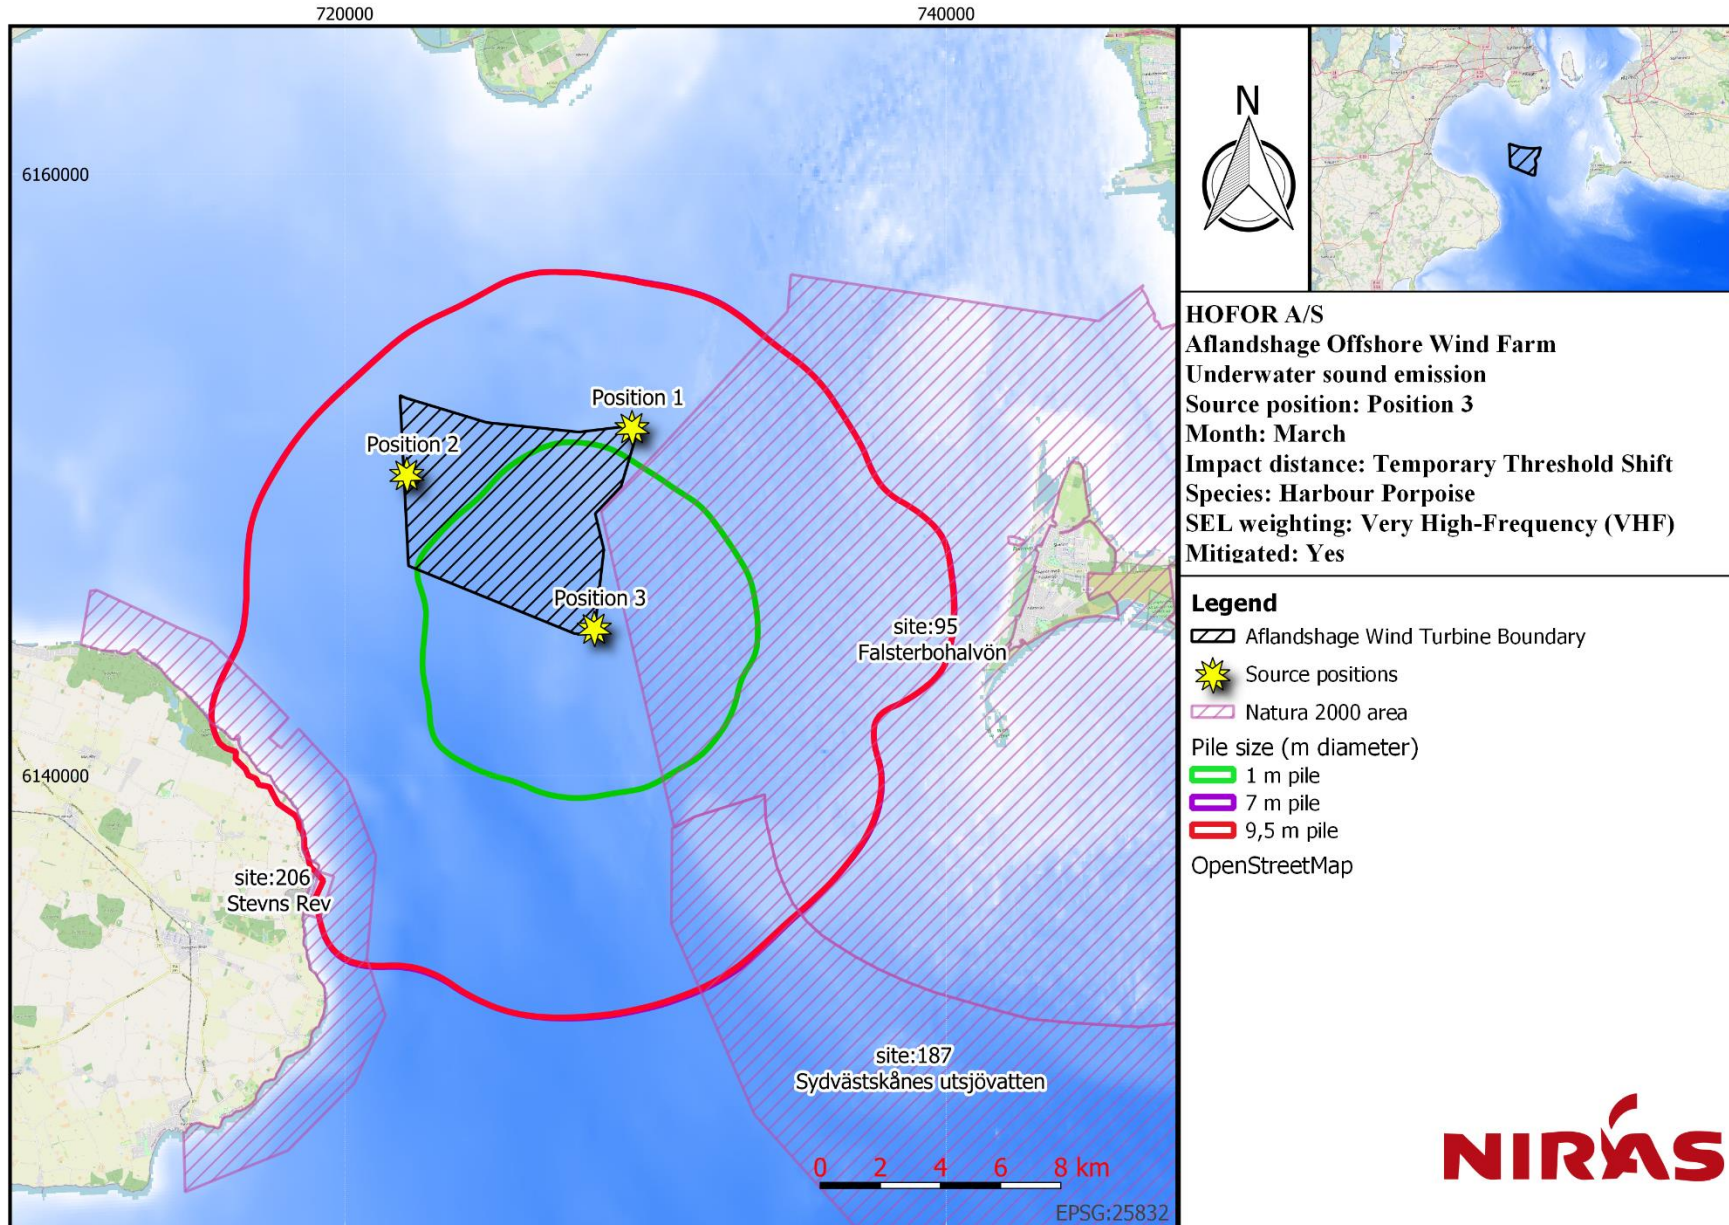 720000
740000
6160000
6140000
Position 1
Position 2
Position 3
site:95
Falsterbohalvön
site:206
Stevns Rev
site:187
Sydvästskånes utsjövatten
0 2 4 6 8 km
EPSG:25832
N
HOFOR A/S
Aflandshage Offshore Wind Farm
Underwater sound emission
Source position: Position 3
Month: March
Impact distance: Temporary Threshold Shift
Species: Harbour Porpoise
SEL weighting: Very High-Frequency (VHF)
Mitigated: Yes
Legend
Aflandshage Wind Turbine Boundary
Source positions
Natura 2000 area
Pile size (m diameter)
1 m pile
7 m pile
9,5 m pile
OpenStreetMap
NIRAS